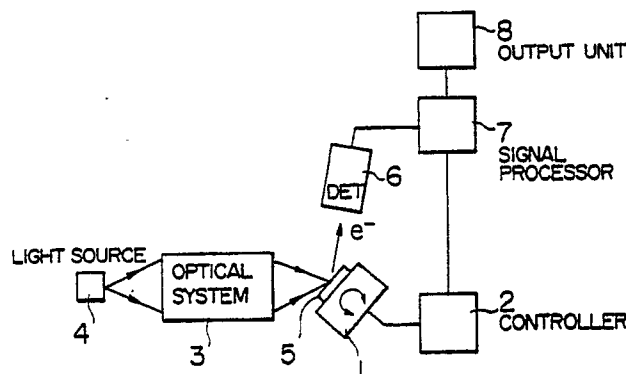 8
OUTPUT UNIT
7
SIGNAL
PROCESSOR
6
DET
e⁻
LIGHT SOURCE
OPTICAL
SYSTEM
4
3
5
1
2
CONTROLLER